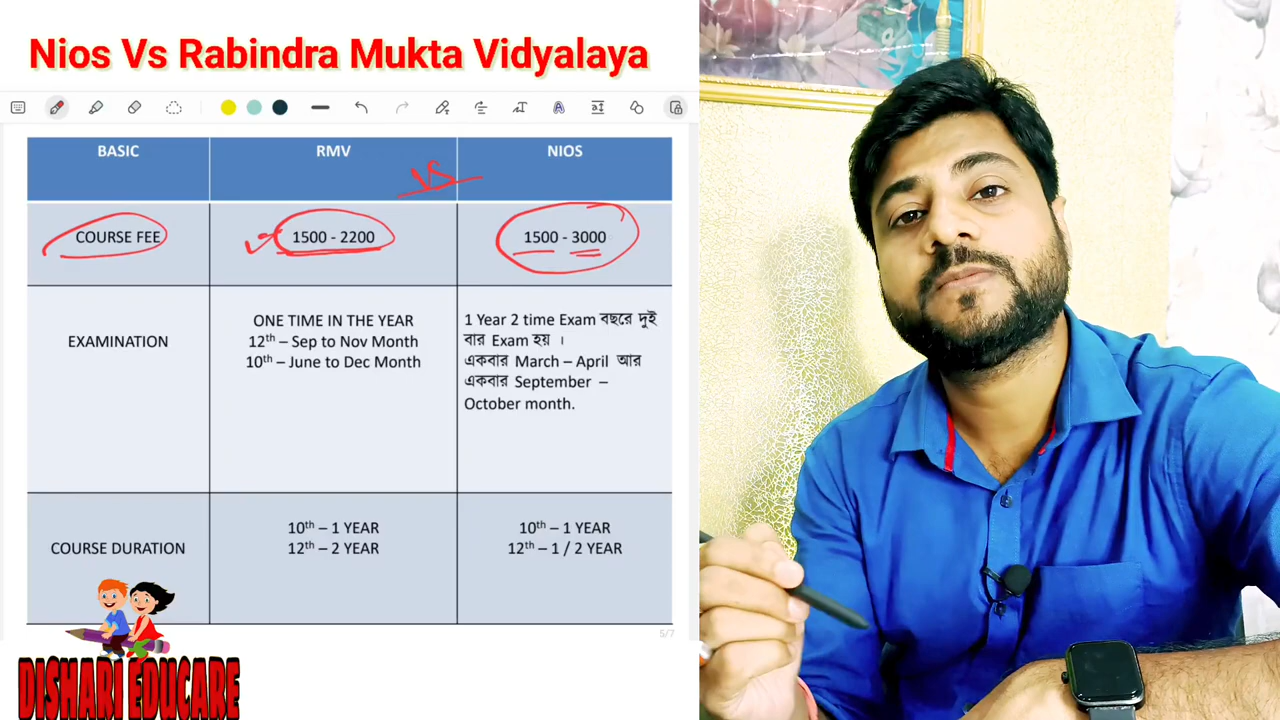 Nios Vs Rabindra Mukta Vidyalaya
BASIC
RMV
VS
NIOS
COURSE FEE
1500 - 2200
1500 - 3000
EXAMINATION
ONE TIME IN THE YEAR
12th – Sep to Nov Month
10th – June to Dec Month
1 Year 2 time Exam বছরে দুই
বার Exam হয় ।
একবার March – April আর
একবার September –
October month.
COURSE DURATION
10th – 1 YEAR
12th – 2 YEAR
10th – 1 YEAR
12th – 1 / 2 YEAR
5/7
DISHARI EDUCARE